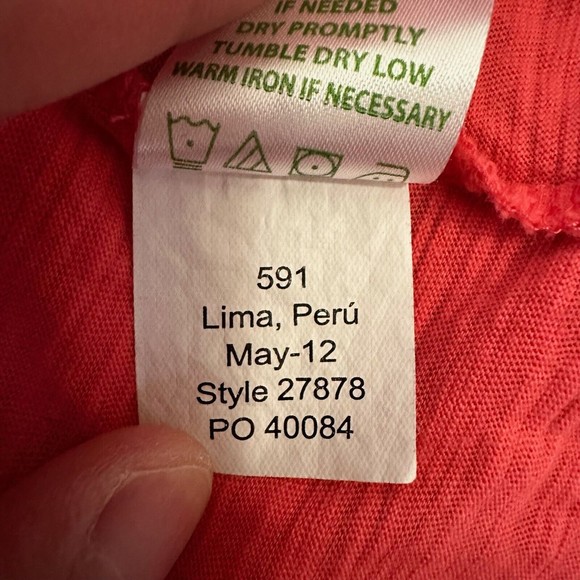 IF NEEDED
DRY PROMPTLY
TUMBLE DRY LOW
WARM IRON IF NECESSARY
591
Lima, Perú
May-12
Style 27878
PO 40084